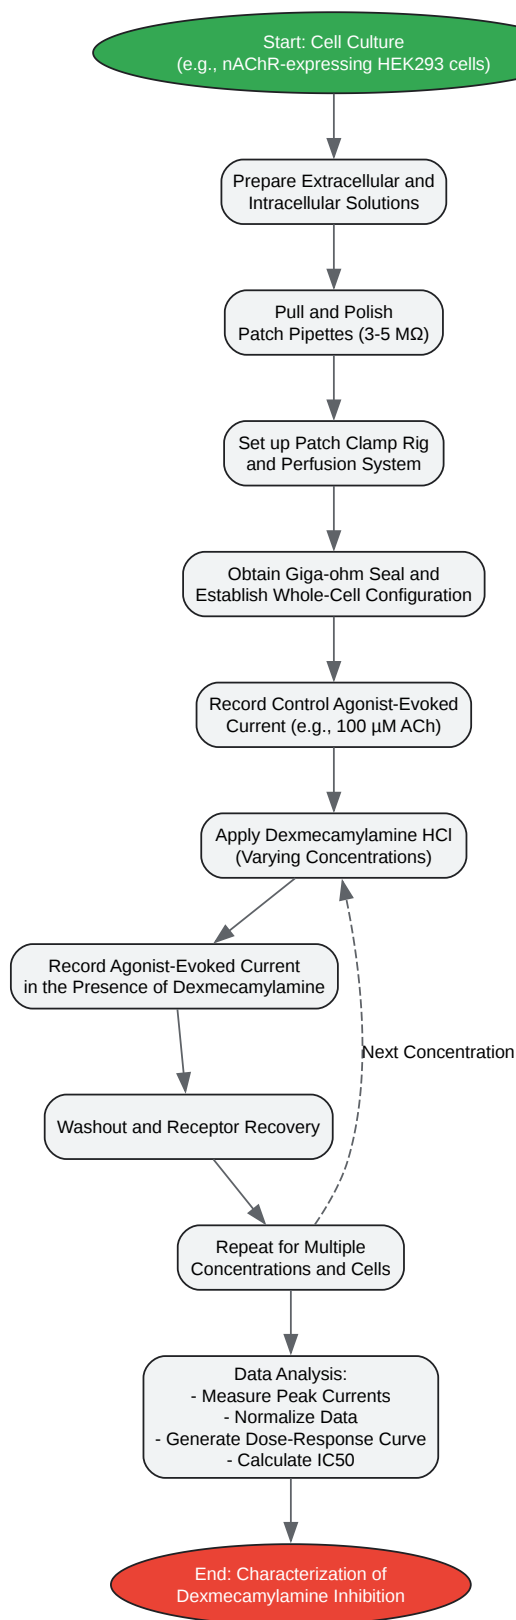 Start: Cell Culture
(e.g., nAChR-expressing HEK293 cells)
Prepare Extracellular and
Intracellular Solutions
Pull and Polish
Patch Pipettes (3-5 MΩ)
Set up Patch Clamp Rig
and Perfusion System
Obtain Giga-ohm Seal and
Establish Whole-Cell Configuration
Record Control Agonist-Evoked
Current (e.g., 100 µM ACh)
Apply Dexmecamylamine HCl
(Varying Concentrations)
Record Agonist-Evoked Current
in the Presence of Dexmecamylamine
Next Concentration
Washout and Receptor Recovery
Repeat for Multiple
Concentrations and Cells
Data Analysis:
- Measure Peak Currents
- Normalize Data
- Generate Dose-Response Curve
- Calculate IC50
End: Characterization of
Dexmecamylamine Inhibition